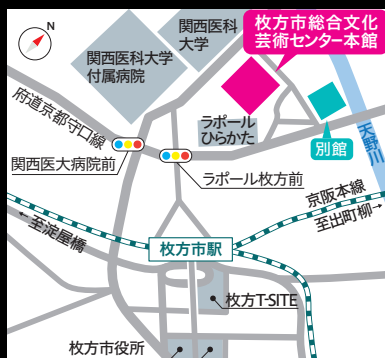 N
関西医科
大学
枚方市総合文化
芸術センター本館
関西医科大学
付属病院
府道京都守口線
ラポール
ひらかた
別館
天野川
関西医大病院前
ラポール枚方前
京阪本線
至出町柳→
←至淀屋橋
枚方市駅
枚方T-SITE
枚方市役所